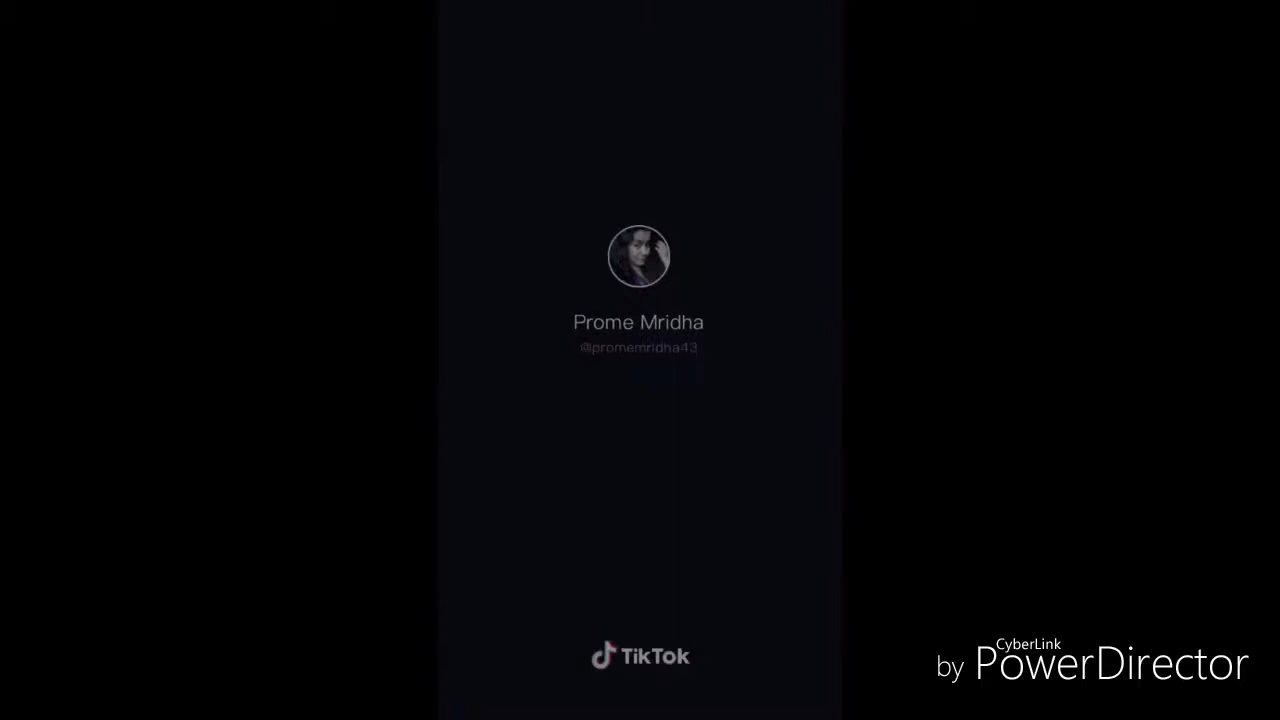 Prome Mridha
@promemridha43
TikTok
CyberLink
by PowerDirector